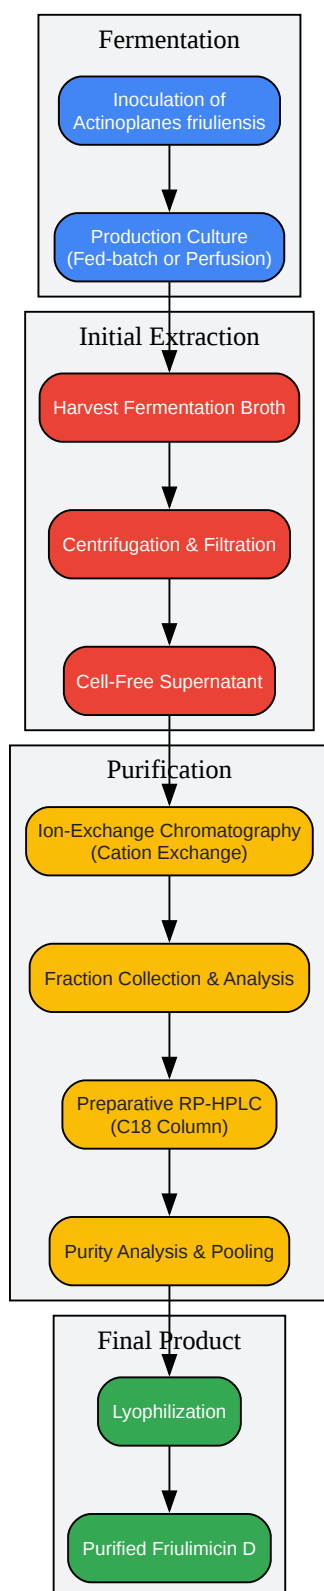 Fermentation
Inoculation of
Actinoplanes friuliensis
Production Culture
(Fed-batch or Perfusion)
Initial Extraction
Harvest Fermentation Broth
Centrifugation & Filtration
Cell-Free Supernatant
Purification
Ion-Exchange Chromatography
(Cation Exchange)
Fraction Collection & Analysis
Preparative RP-HPLC
(C18 Column)
Purity Analysis & Pooling
Final Product
Lyophilization
Purified Friulimicin D